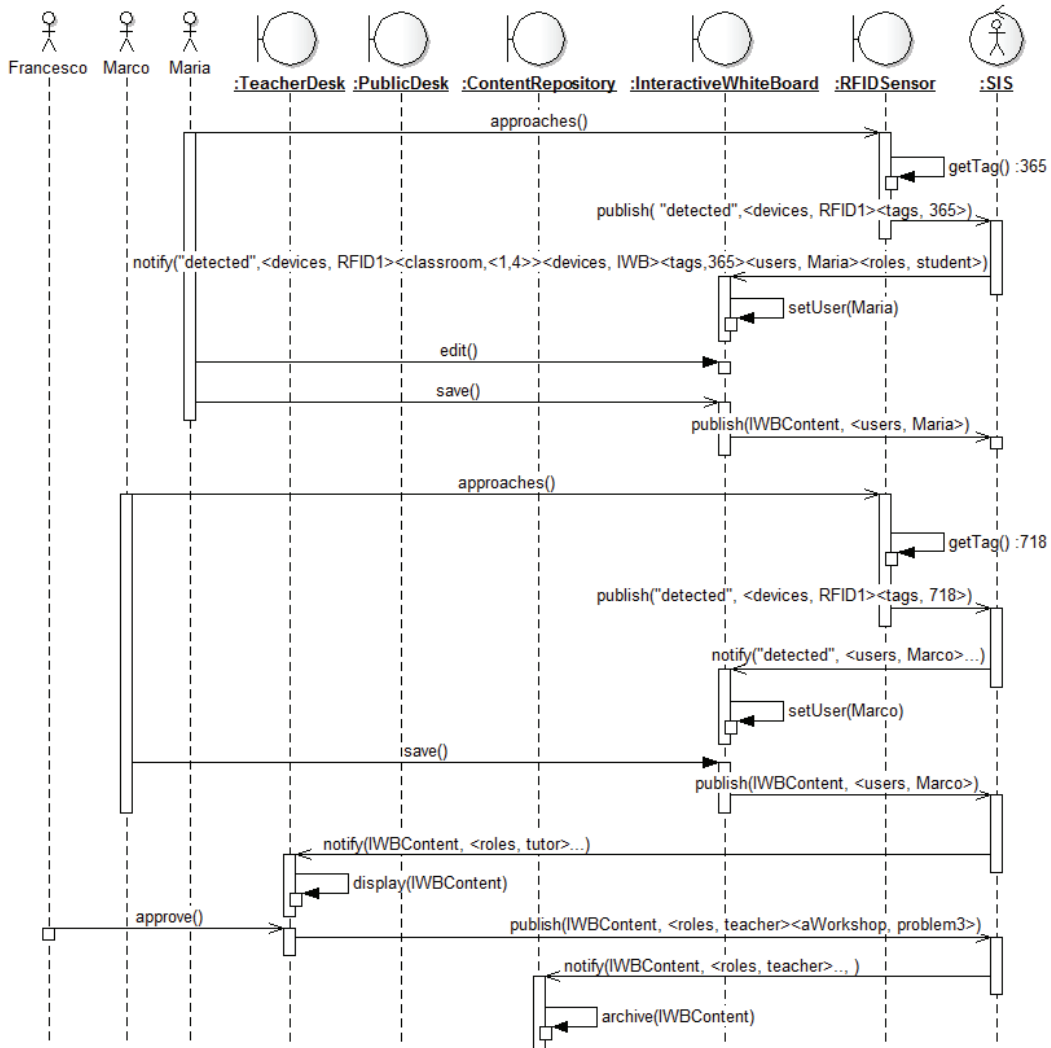 Francesco Marco Maria
:TeacherDesk :PublicDesk :ContentRepository :InteractiveWhiteBoard :RFIDSensor :SIS
approaches()
getTag() :365
publish( "detected",<devices, RFID1><tags, 365>)
notify("detected",<devices, RFID1><classroom,<1,4>><devices, IWB><tags,365><users, Maria><roles, student>)
setUser(Maria)
edit()
save()
publish(IWBContent, <users, Maria>)
approaches()
getTag() :718
publish("detected", <devices, RFID1><tags, 718>)
notify("detected", <users, Marco>...)
setUser(Marco)
save()
publish(IWBContent, <users, Marco>)
notify(IWBContent, <roles, tutor>...)
display(IWBContent)
approve()
publish(IWBContent, <roles, teacher><aWorkshop, problem3>)
notify(IWBContent, <roles, teacher>.., )
archive(IWBContent)